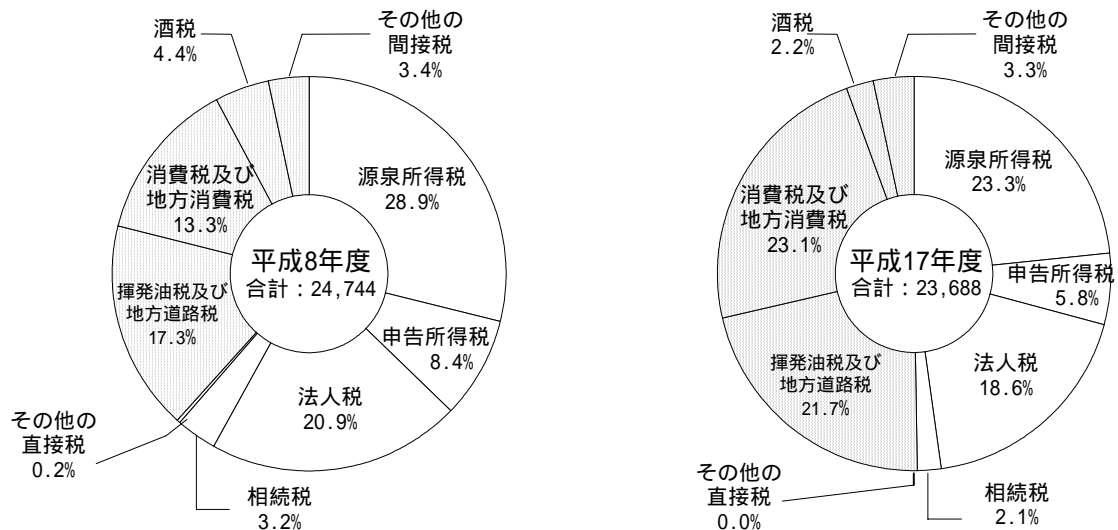 酒税
4.4%
その他の
間接税
3.4%
源泉所得税
28.9%
消費税及び
地方消費税
13.3%
平成8年度
合計：24,744
揮発油税及び
地方道路税
17.3%
申告所得税
8.4%
法人税
20.9%
その他の
直接税
0.2%
相続税
3.2%
酒税
2.2%
その他の
間接税
3.3%
源泉所得税
23.3%
消費税及び
地方消費税
23.1%
平成17年度
合計：23,688
申告所得税
5.8%
揮発油税及び
地方道路税
21.7%
法人税
18.6%
その他の
直接税
0.0%
相続税
2.1%